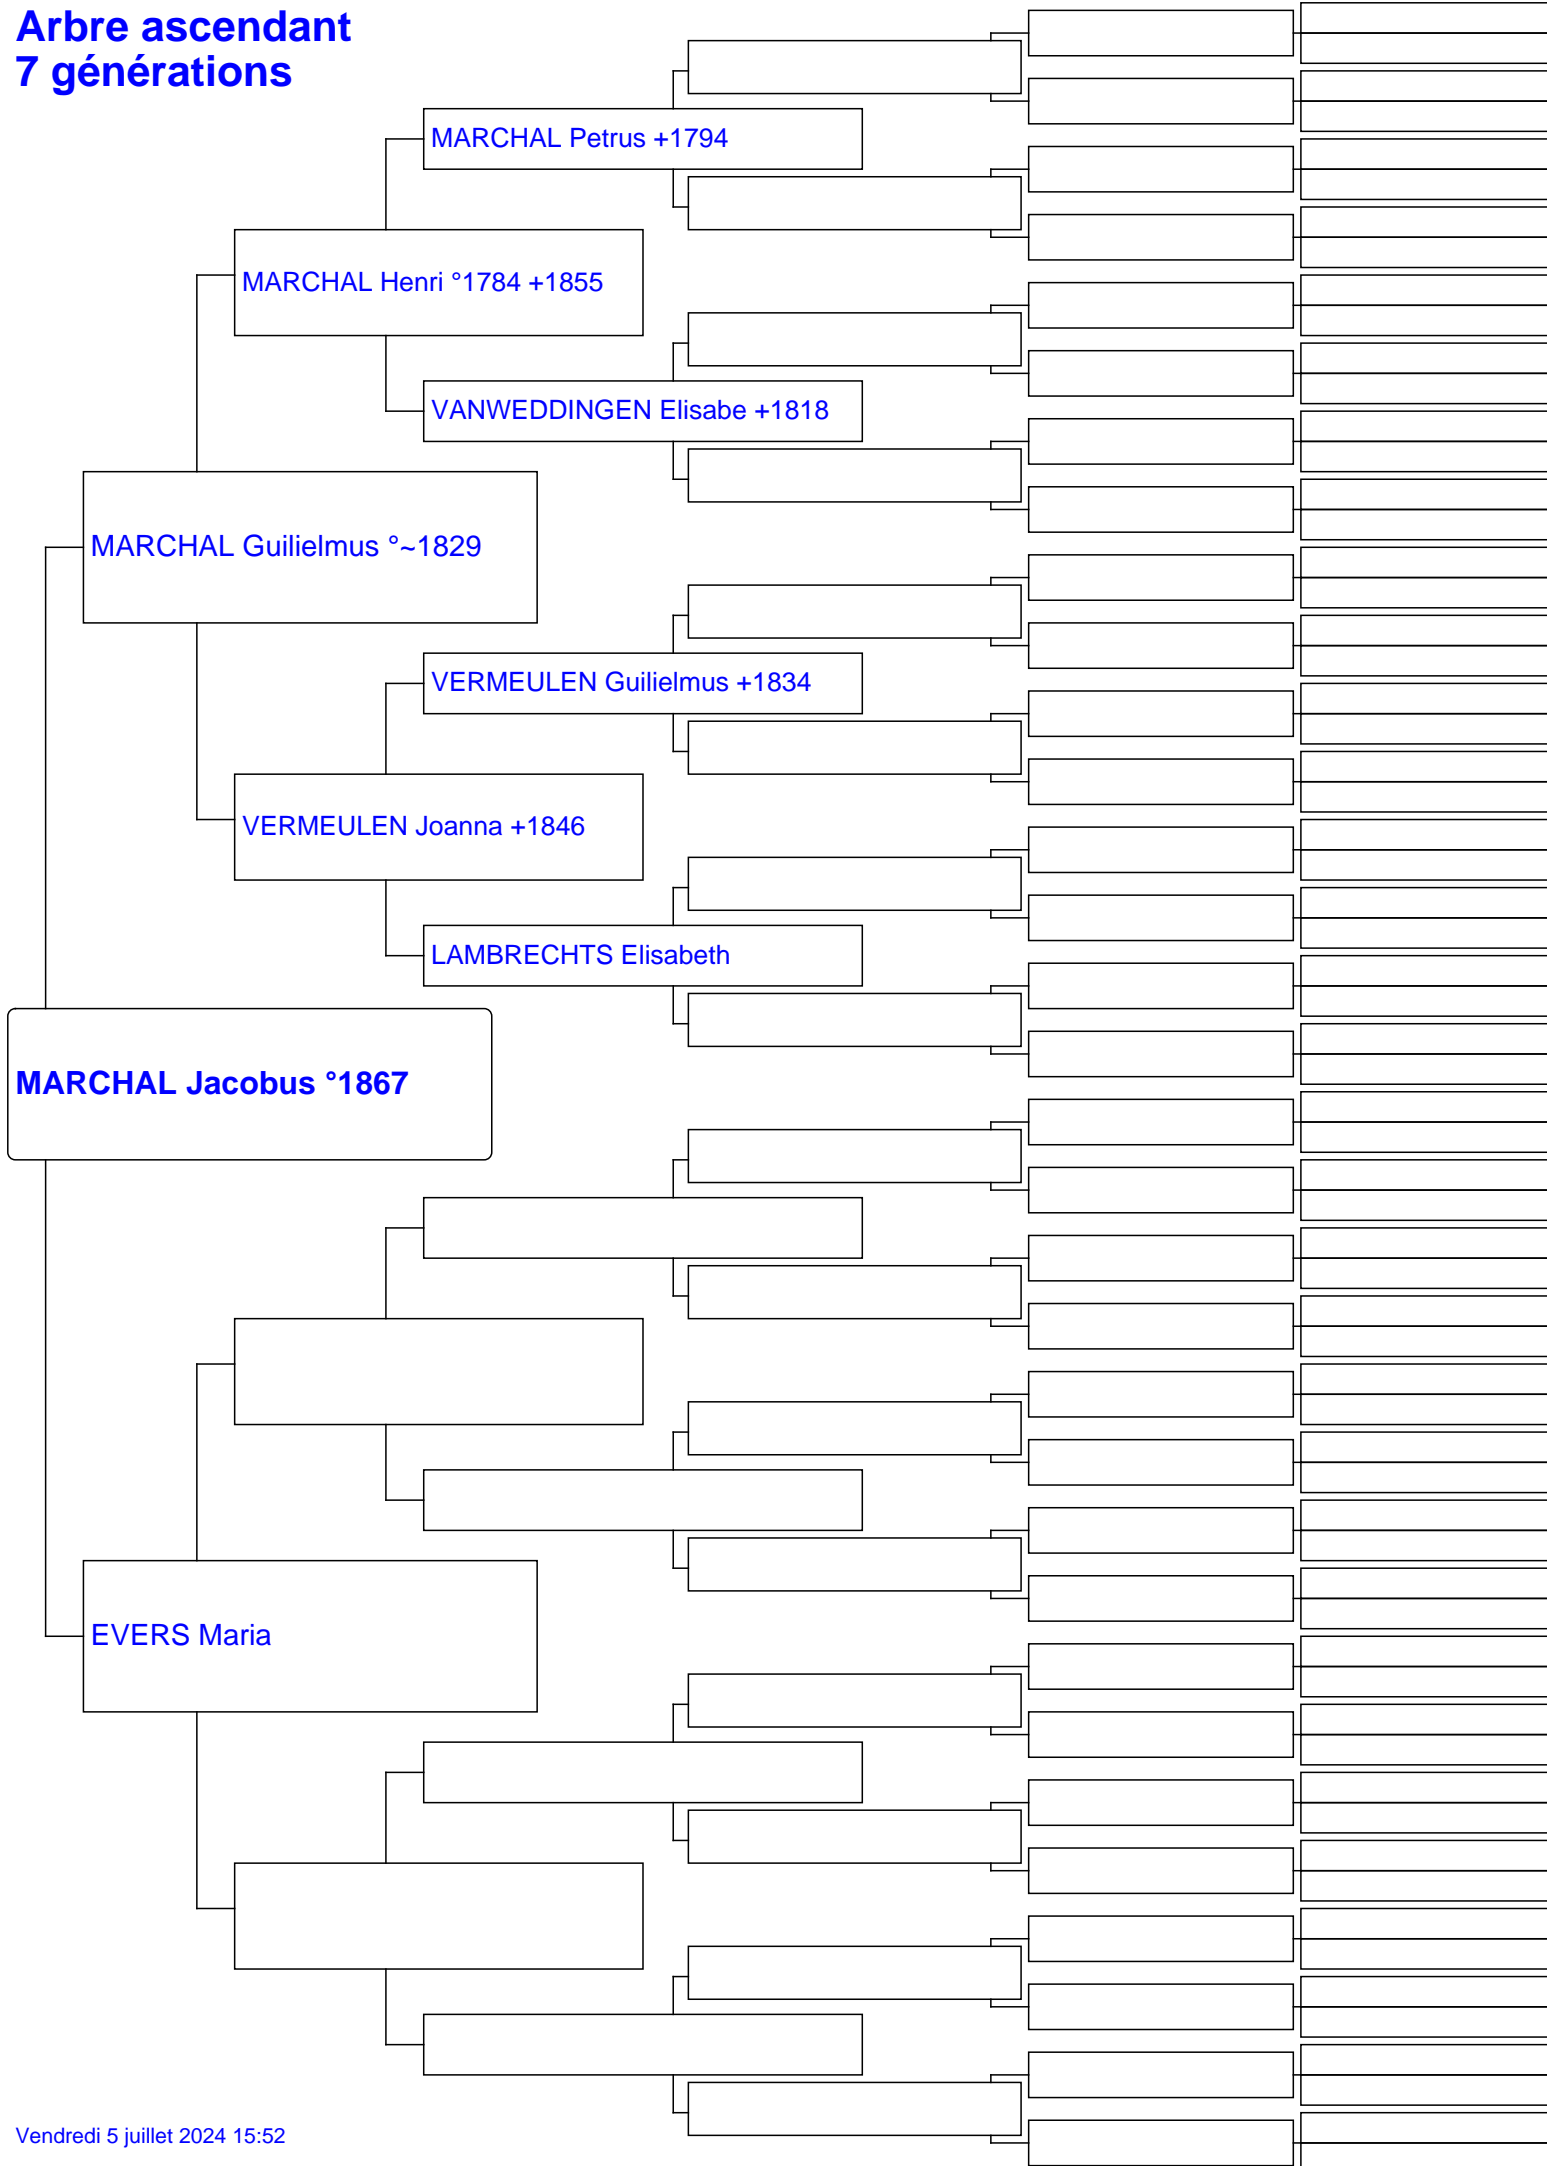 Arbre ascendant
7 générations
MARCHAL Petrus +1794
MARCHAL Henri °1784 +1855
VANWEDDINGEN Elisabe +1818
MARCHAL Guilielmus °~1829
VERMEULEN Guilielmus +1834
VERMEULEN Joanna +1846
LAMBRECHTS Elisabeth
MARCHAL Jacobus °1867
EVERS Maria
Vendredi 5 juillet 2024 15:52